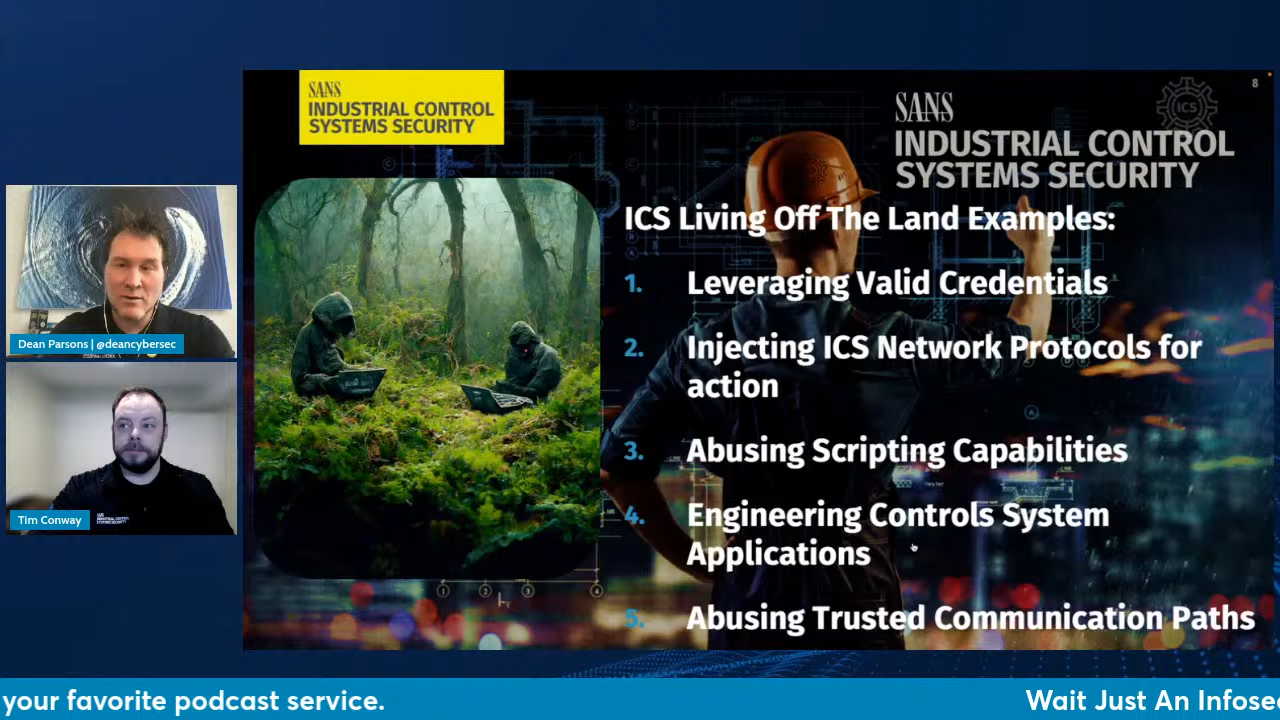 SANS
INDUSTRIAL CONTROL
SYSTEMS SECURITY
8
ICS
SANS
INDUSTRIAL CONTROL
SYSTEMS SECURITY
ICS Living Off The Land Examples:
1. Leveraging Valid Credentials
2. Injecting ICS Network Protocols for
action
3. Abusing Scripting Capabilities
4. Engineering Controls System
Applications
5. Abusing Trusted Communication Paths
Dean Parsons | @deancybersec
Tim Conway
your favorite podcast service.
Wait Just An Infosec